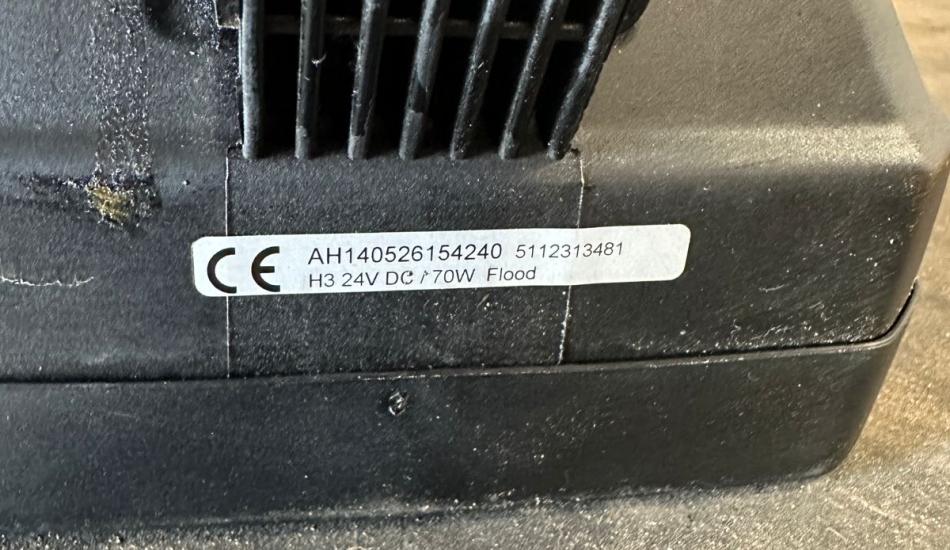 CE AH140526154240 5112313481
H3 24V DC / 70W Flood